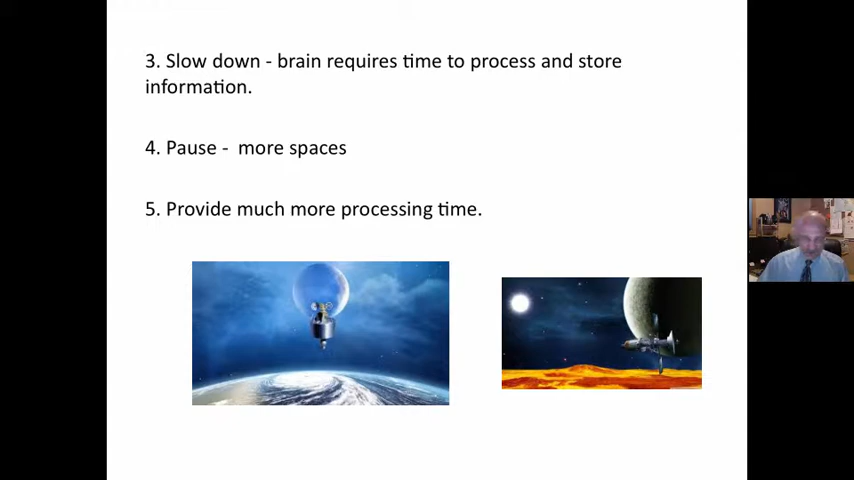 3. Slow down - brain requires time to process and store
information.
4. Pause -  more spaces
5. Provide much more processing time.